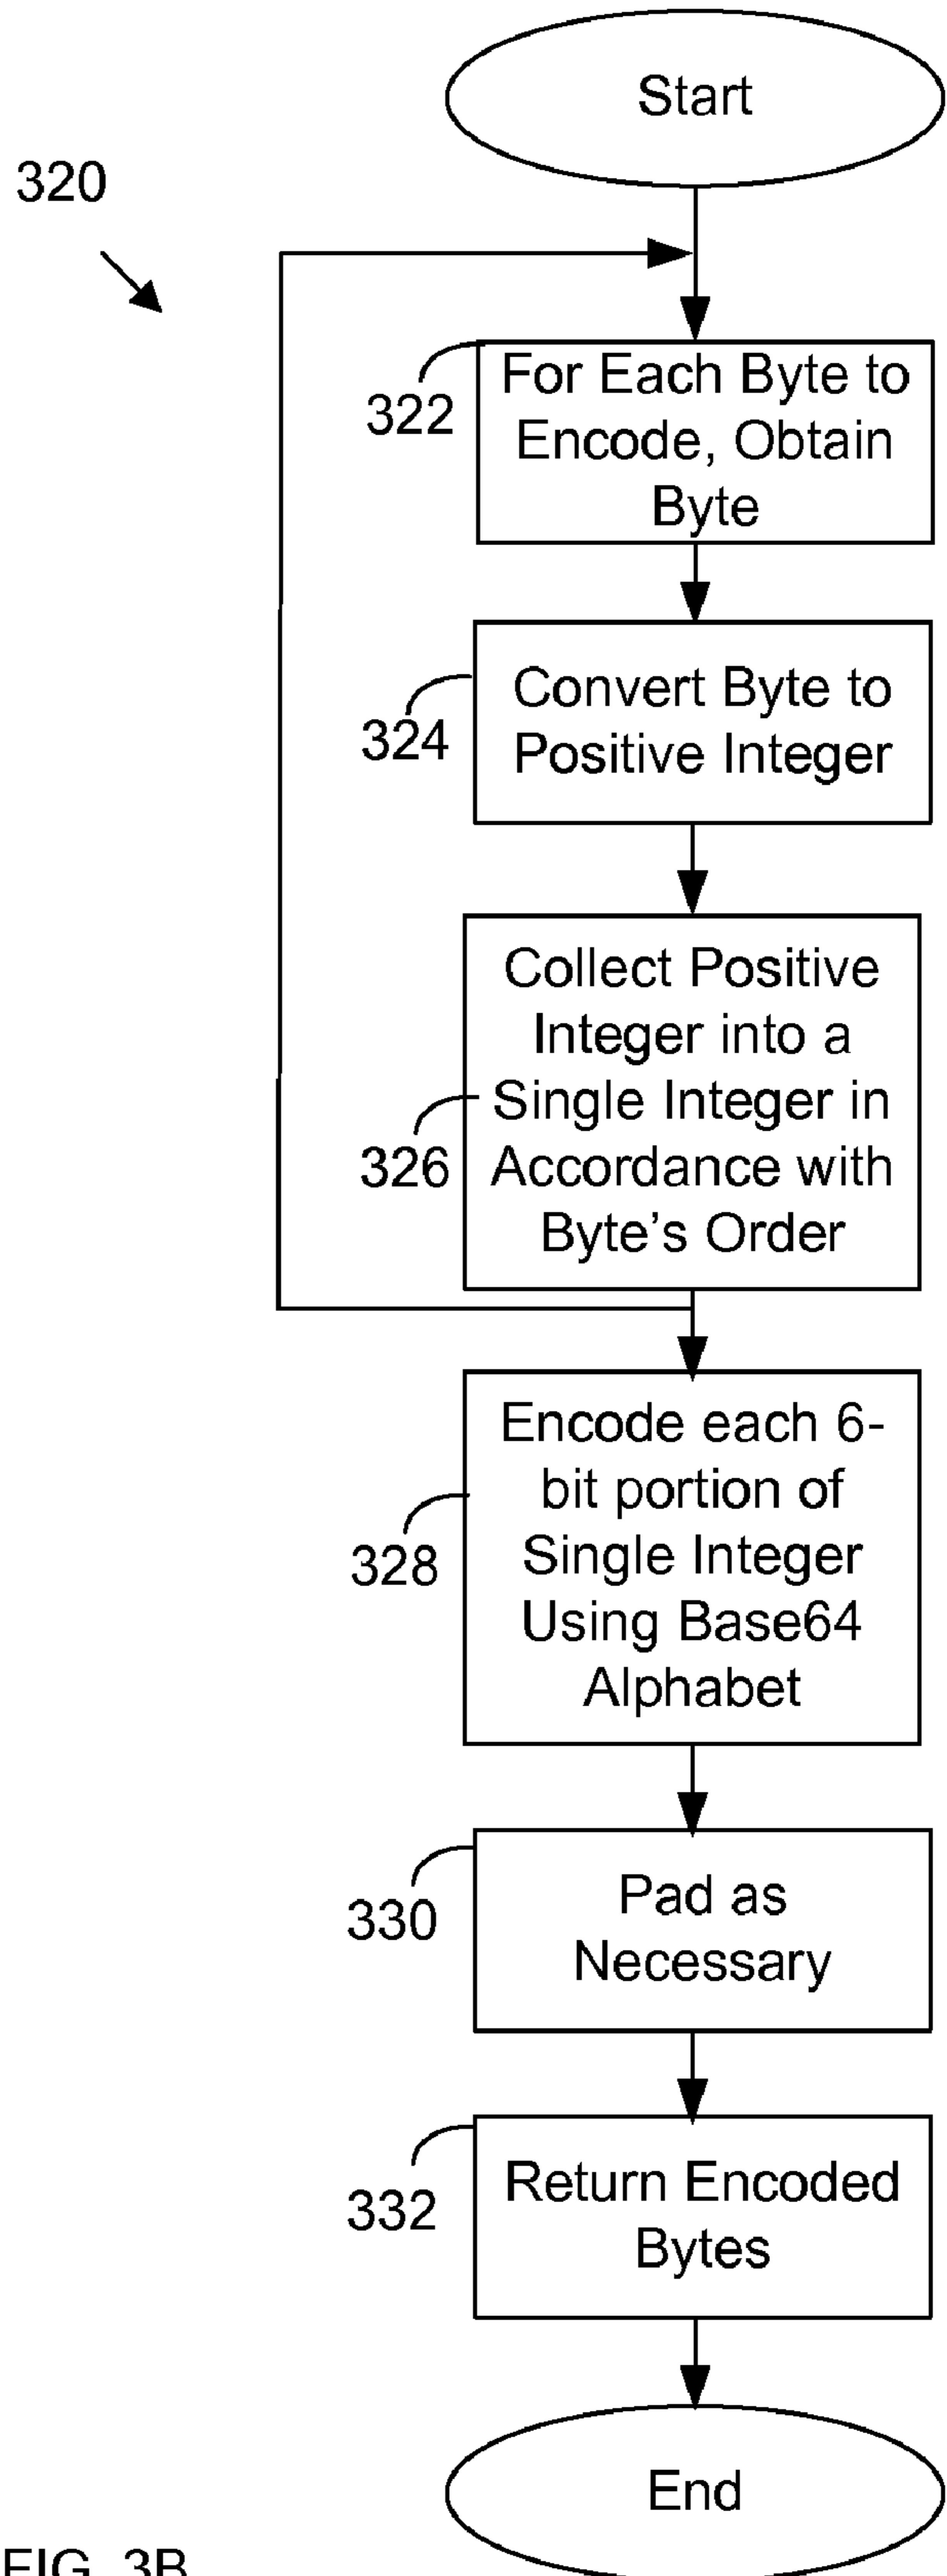 Start
320
322
For Each Byte to
Encode, Obtain
Byte
324
Convert Byte to
Positive Integer
326
Collect Positive
Integer into a
Single Integer in
Accordance with
Byte's Order
328
Encode each 6-
bit portion of
Single Integer
Using Base64
Alphabet
330
Pad as
Necessary
332
Return Encoded
Bytes
End
FIG. 3B